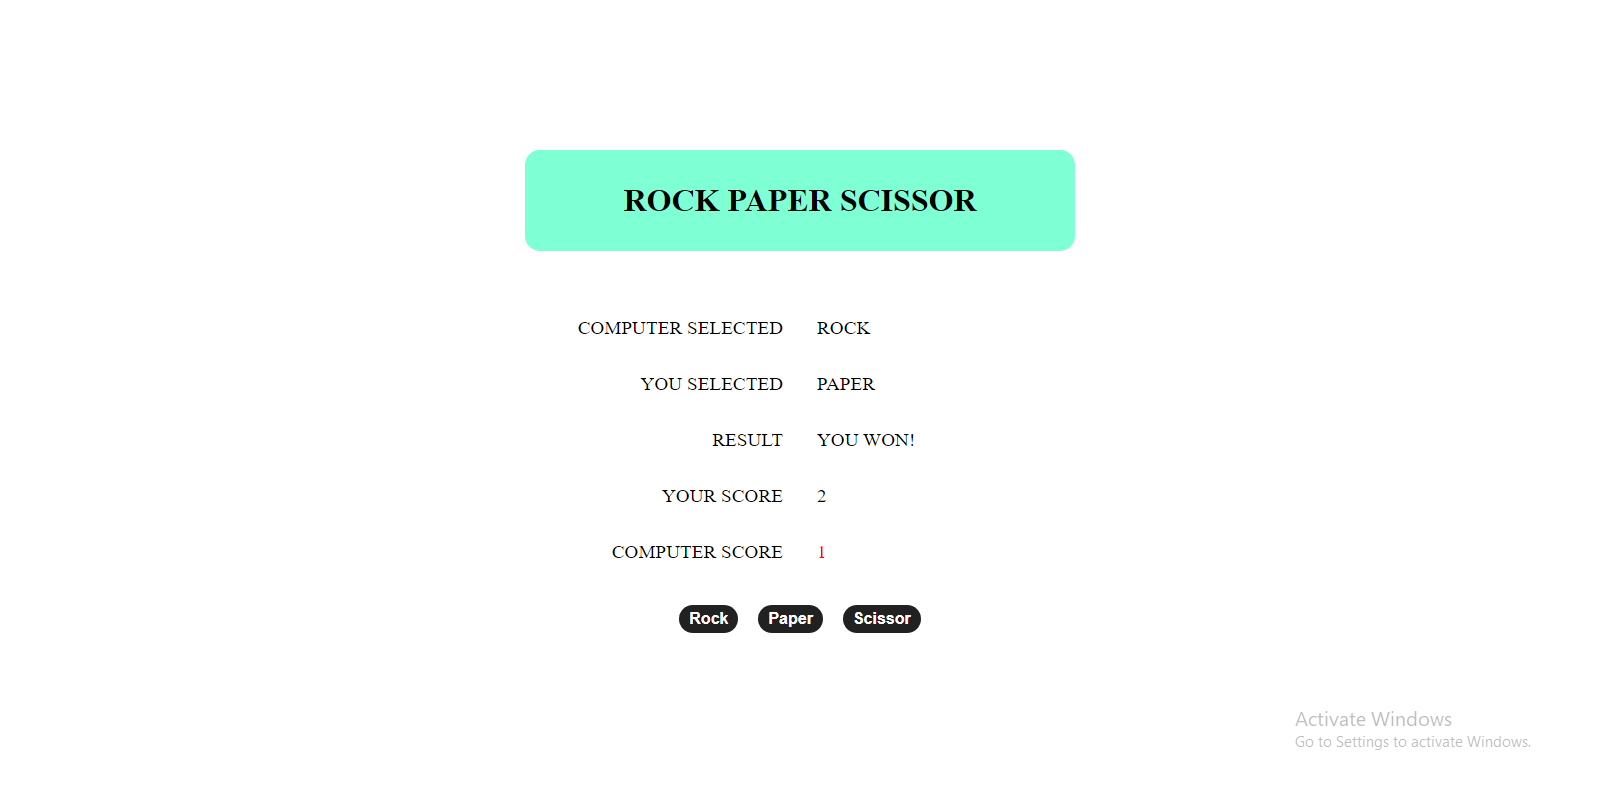 ROCK PAPER SCISSOR
COMPUTER SELECTED ROCK
YOU SELECTED PAPER
RESULT YOU WON!
YOUR SCORE 2
COMPUTER SCORE 1
Rock Paper Scissor
Activate Windows
Go to Settings to activate Windows.